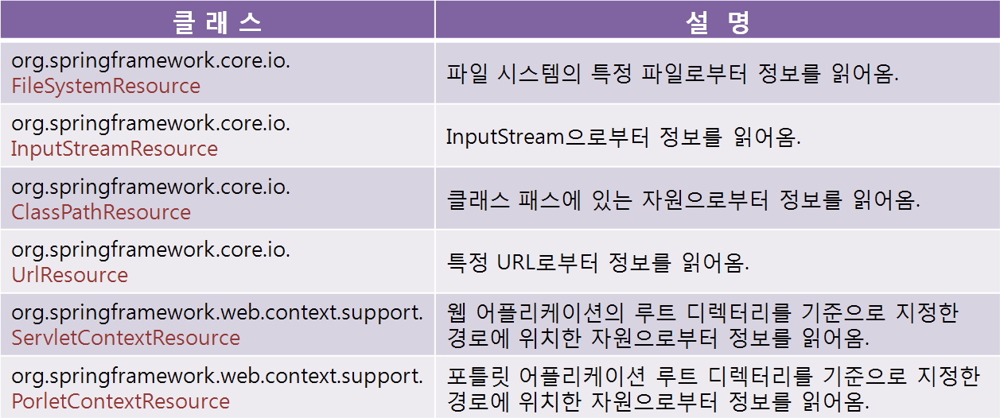 클 래 스
설 명
org.springframework.core.io.
FileSystemResource
파일 시스템의 특정 파일로부터 정보를 읽어옴.
org.springframework.core.io.
InputStreamResource
InputStream으로부터 정보를 읽어옴.
org.springframework.core.io.
ClassPathResource
클래스 패스에 있는 자원으로부터 정보를 읽어옴.
org.springframework.core.io.
UrlResource
특정 URL로부터 정보를 읽어옴.
org.springframework.web.context.support.
ServletContextResource
웹 어플리케이션의 루트 디렉터리를 기준으로 지정한
경로에 위치한 자원으로부터 정보를 읽어옴.
org.springframework.web.context.support.
PorletContextResource
포틀릿 어플리케이션 루트 디렉터리를 기준으로 지정한
경로에 위치한 자원으로부터 정보를 읽어옴.